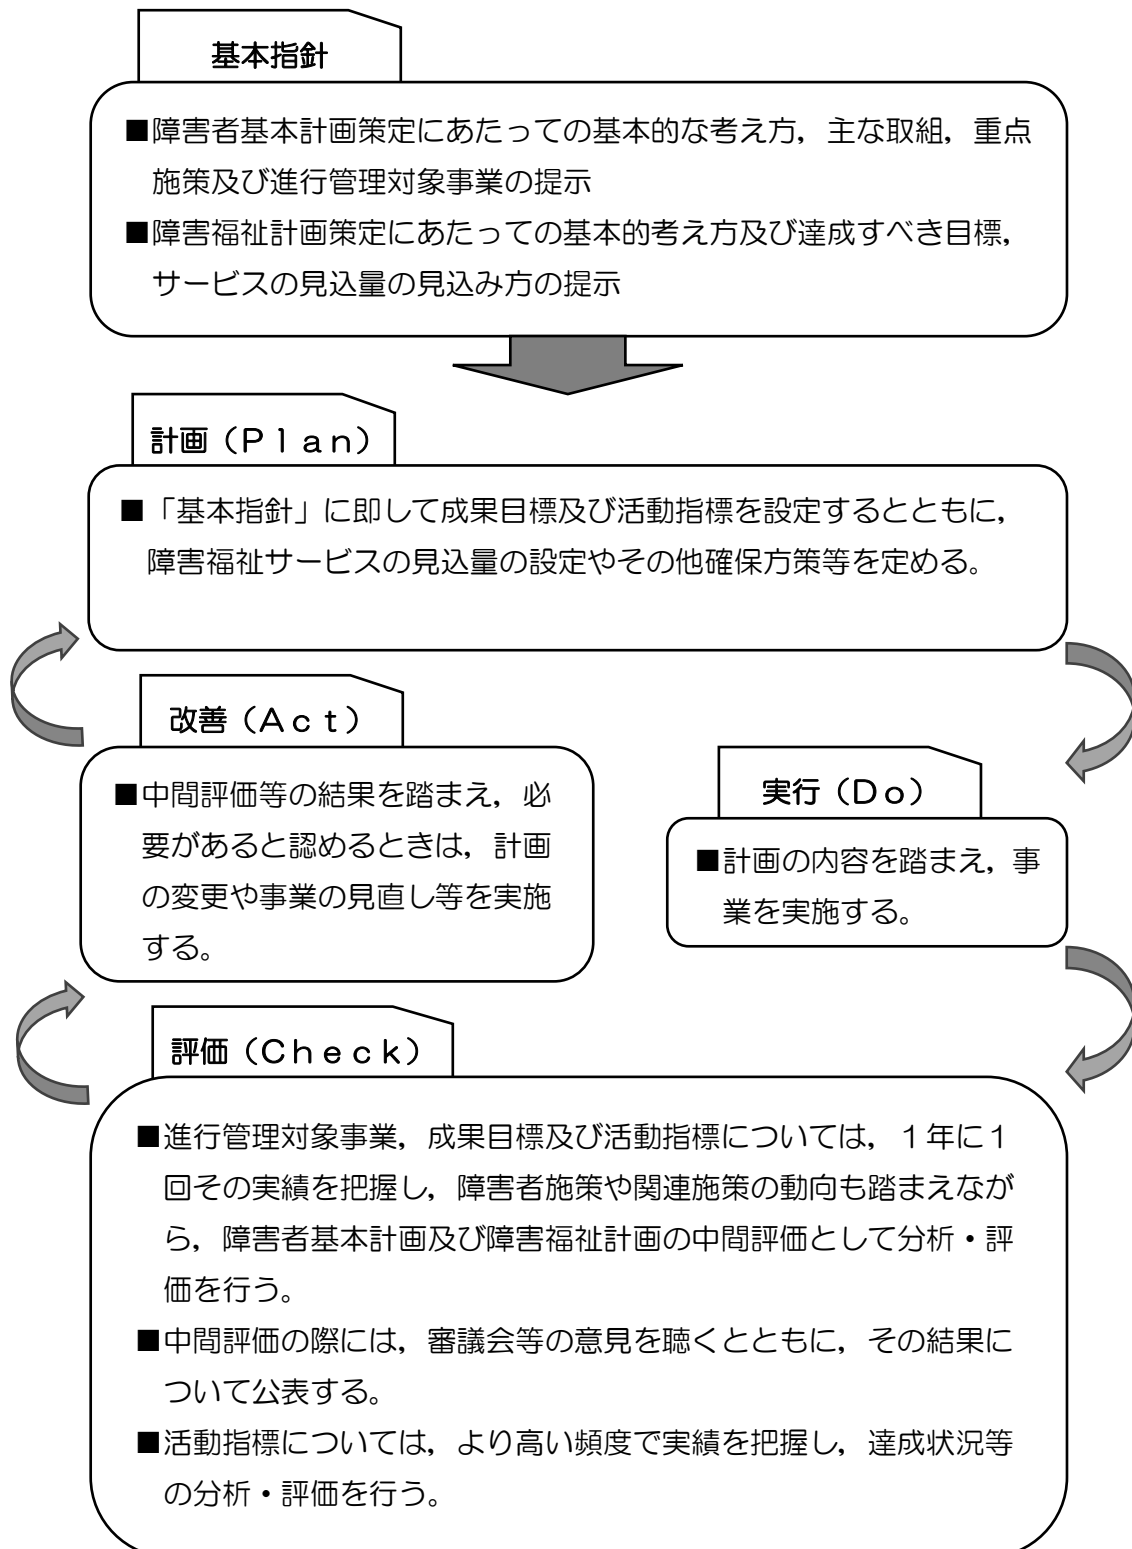 基本指針
■障害者基本計画策定にあたっての基本的な考え方，主な取組，重点
施策及び進行管理対象事業の提示
■障害福祉計画策定にあたっての基本的考え方及び達成すべき目標，
サービスの見込量の見込み方の提示
計画（Ｐｌａｎ）
■「基本指針」に即して成果目標及び活動指標を設定するとともに，
障害福祉サービスの見込量の設定やその他確保方策等を定める。
改善（Ａｃｔ）
■中間評価等の結果を踏まえ，必
要があると認めるときは，計画
の変更や事業の見直し等を実施
する。
実行（Ｄｏ）
■計画の内容を踏まえ，事
業を実施する。
評価（Ｃｈｅｃｋ）
■進行管理対象事業，成果目標及び活動指標については，１年に１
回その実績を把握し，障害者施策や関連施策の動向も踏まえなが
ら，障害者基本計画及び障害福祉計画の中間評価として分析・評
価を行う。
■中間評価の際には，審議会等の意見を聴くとともに，その結果に
ついて公表する。
■活動指標については，より高い頻度で実績を把握し，達成状況等
の分析・評価を行う。